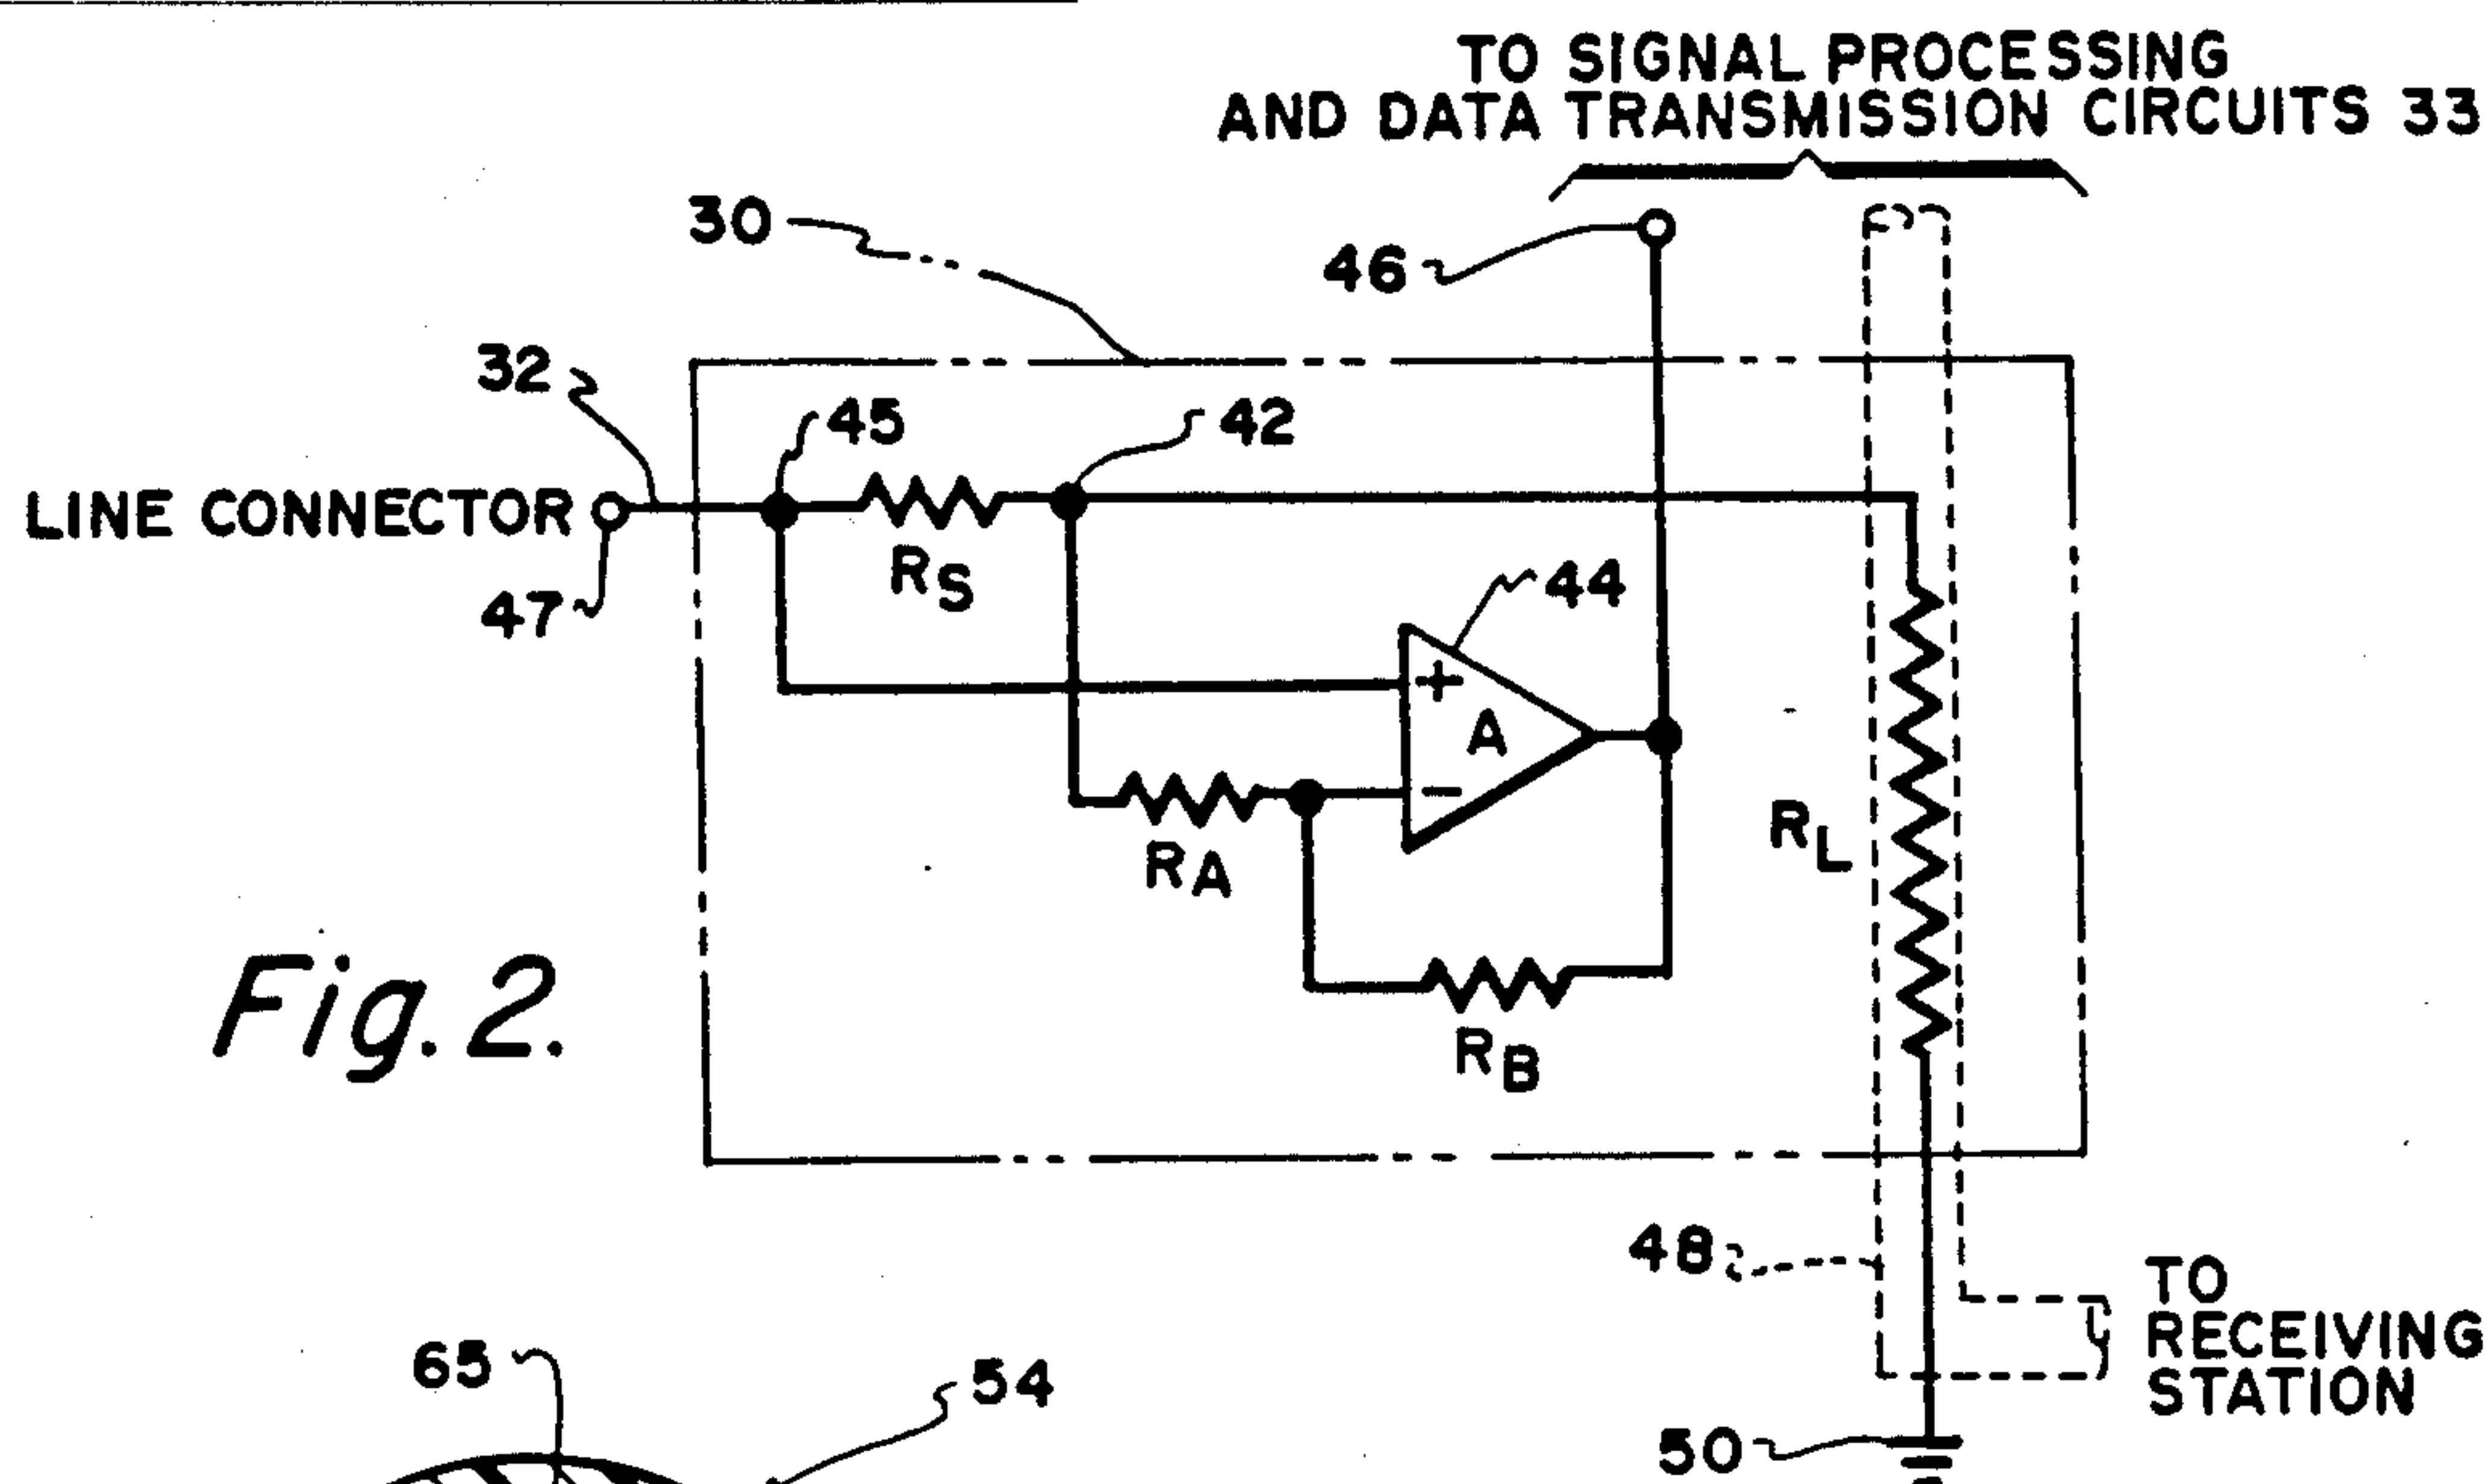 TO SIGNAL PROCESSING
AND DATA TRANSMISSION CIRCUITS 33
30
46
32
45
42
LINE CONNECTOR
47
RS
44
+
A
−
RA
RL
RB
Fig. 2.
48
TO
RECEIVING
STATION
65
54
50